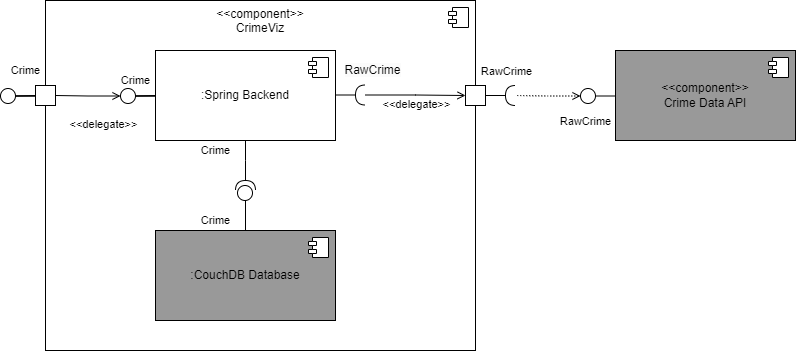 <<component>>
CrimeViz
Crime
Crime
:Spring Backend
RawCrime
RawCrime
<<component>>
Crime Data API
<<delegate>>
<<delegate>>
RawCrime
Crime
Crime
:CouchDB Database